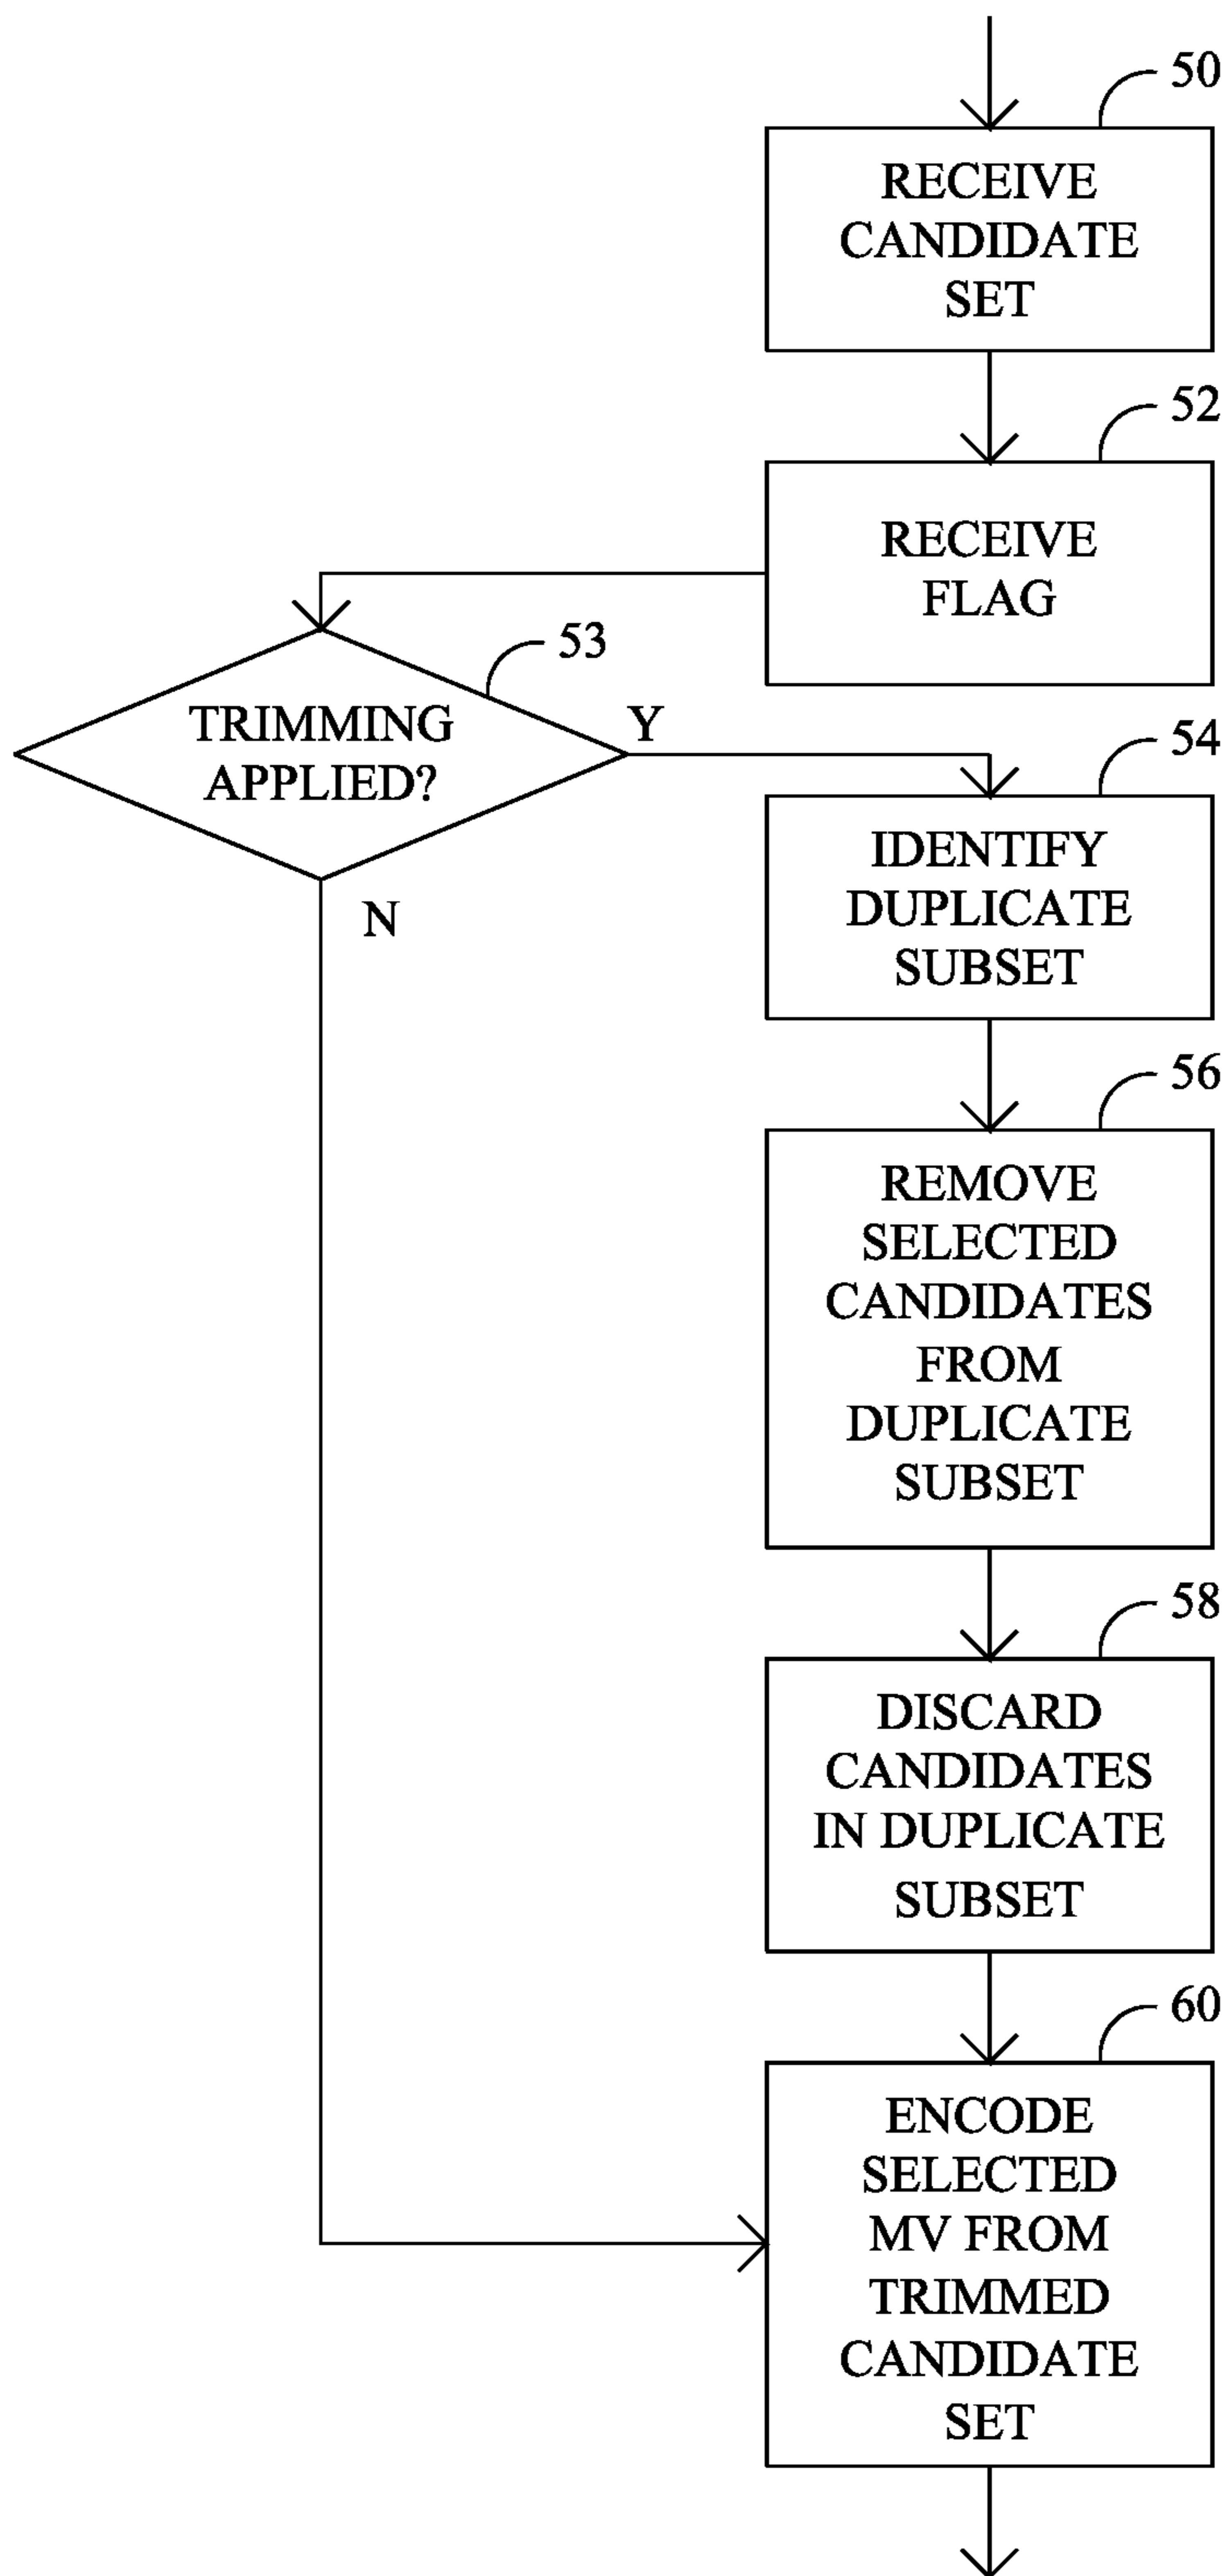 50
RECEIVE
CANDIDATE
SET
52
RECEIVE
FLAG
53
TRIMMING
APPLIED?
Y
N
54
IDENTIFY
DUPLICATE
SUBSET
56
REMOVE
SELECTED
CANDIDATES
FROM
DUPLICATE
SUBSET
58
DISCARD
CANDIDATES
IN DUPLICATE
SUBSET
60
ENCODE
SELECTED
MV FROM
TRIMMED
CANDIDATE
SET